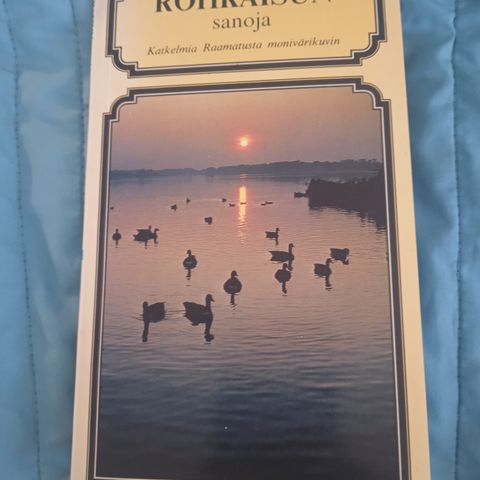 ROHKAISUN
sanoja
Katkelmia Raamatusta monivärikuvin